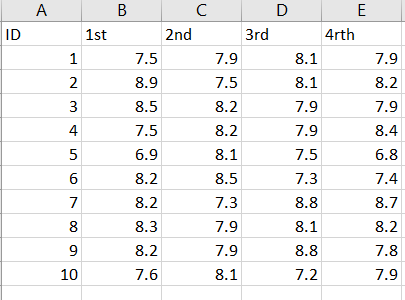 A B C D E
ID 1st 2nd 3rd 4rth
1 7.5 7.9 8.1 7.9
2 8.9 7.5 8.1 8.2
3 8.5 8.2 7.9 7.9
4 7.5 8.2 7.9 8.4
5 6.9 8.1 7.5 6.8
6 8.2 8.5 7.3 7.4
7 8.2 7.3 8.8 8.7
8 8.3 7.9 8.1 8.2
9 8.2 7.9 8.8 7.8
10 7.6 8.1 7.2 7.9